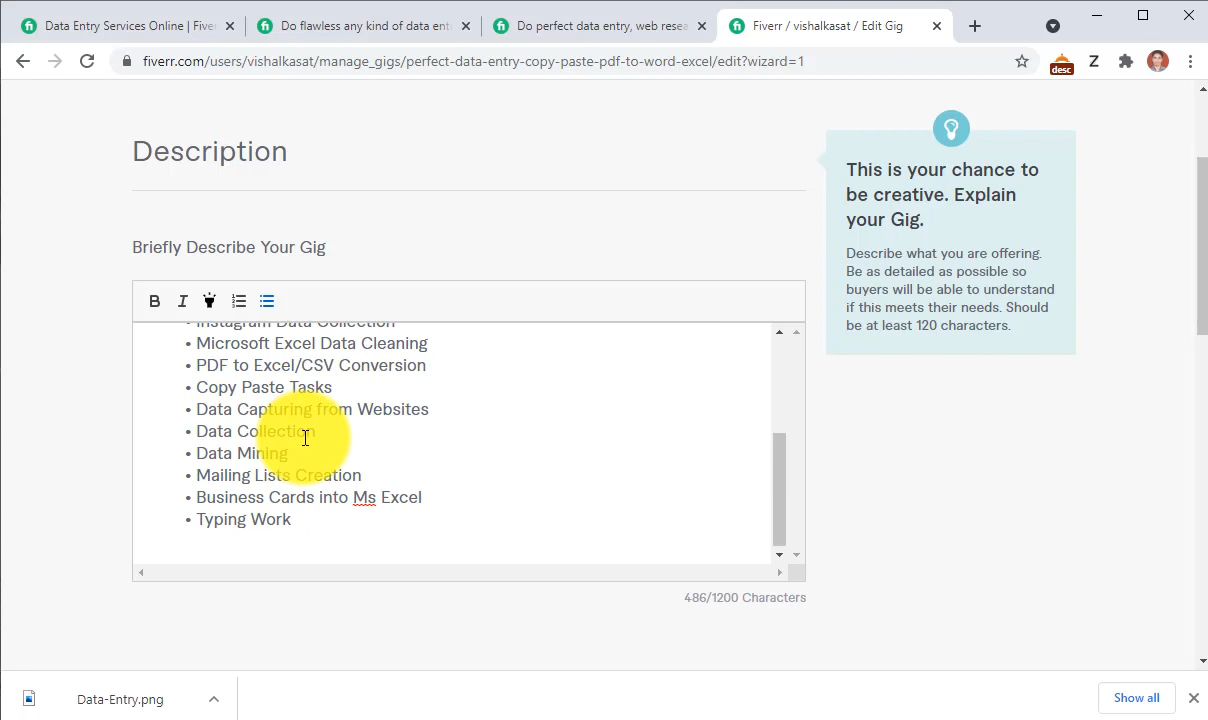 Data Entry Services Online | Five
Do flawless any kind of data ent
Do perfect data entry, web resea
Fiverr / vishalkasat / Edit Gig
fiverr.com/users/vishalkasat/manage_gigs/perfect-data-entry-copy-paste-pdf-to-word-excel/edit?wizard=1
desc
Z
Description
This is your chance to
be creative. Explain
your Gig.
Describe what you are offering.
Be as detailed as possible so
buyers will be able to understand
if this meets their needs. Should
be at least 120 characters.
Briefly Describe Your Gig
B I
• Instagram Data Collection
• Microsoft Excel Data Cleaning
• PDF to Excel/CSV Conversion
• Copy Paste Tasks
• Data Capturing from Websites
• Data Collection
• Data Mining
• Mailing Lists Creation
• Business Cards into Ms Excel
• Typing Work
486/1200 Characters
Data-Entry.png
Show all